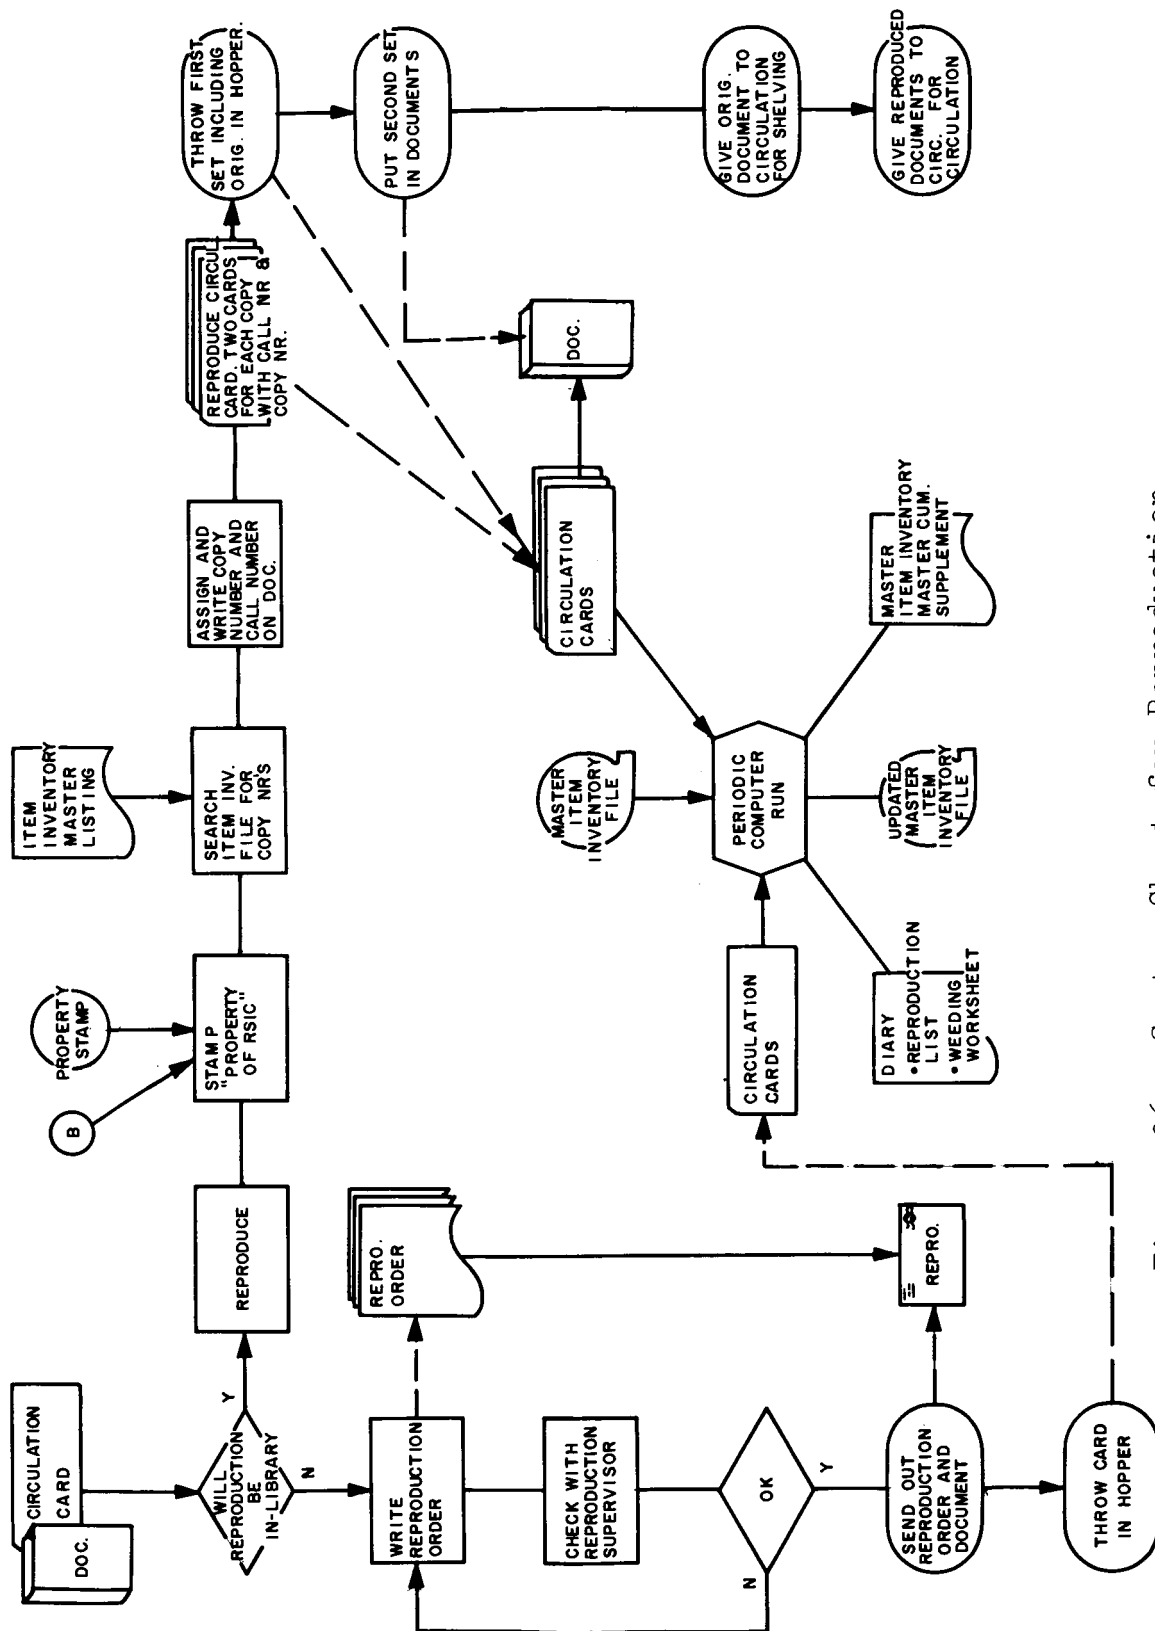 CIRCULATION
CARD
DOC.
WILL
REPRODUCTION
BE
IN-LIBRARY
Y
N
REPRODUCE
B
PROPERTY
STAMP
STAMP
"PROPERTY
OF RSIC"
ITEM
INVENTORY
MASTER
LISTING
SEARCH
ITEM INV.
FILE FOR
COPY NR'S
ASSIGN AND
WRITE COPY
NUMBER AND
CALL NUMBER
ON DOC.
REPRODUCE CIRCUL
CARD. TWO CARDS
FOR EACH COPY
WITH CALL NR &
COPY NR.
THROW FIRST
SET INCLUDING
ORIG. IN HOPPER.
PUT SECOND SET
IN DOCUMENTS
GIVE ORIG.
DOCUMENT TO
CIRCULATION
FOR SHELVING
GIVE REPRODUCED
DOCUMENTS TO
CIRC. FOR
CIRCULATION
DOC.
CIRCULATION
CARDS
WRITE
REPRODUCTION
ORDER
REPRO.
ORDER
CHECK WITH
REPRODUCTION
SUPERVISOR
OK
N
Y
SEND OUT
REPRODUCTION
ORDER AND
DOCUMENT
REPRO.
THROW CARD
IN HOPPER
CIRCULATION
CARDS
MASTER
ITEM
INVENTORY
FILE
PERIODIC
COMPUTER
RUN
DIARY
•REPRODUCTION
LIST
•WEEDING
WORKSHEET
UPDATED
MASTER
ITEM
INVENTORY
FILE
MASTER
ITEM INVENTORY
MASTER CUM.
SUPPLEMENT